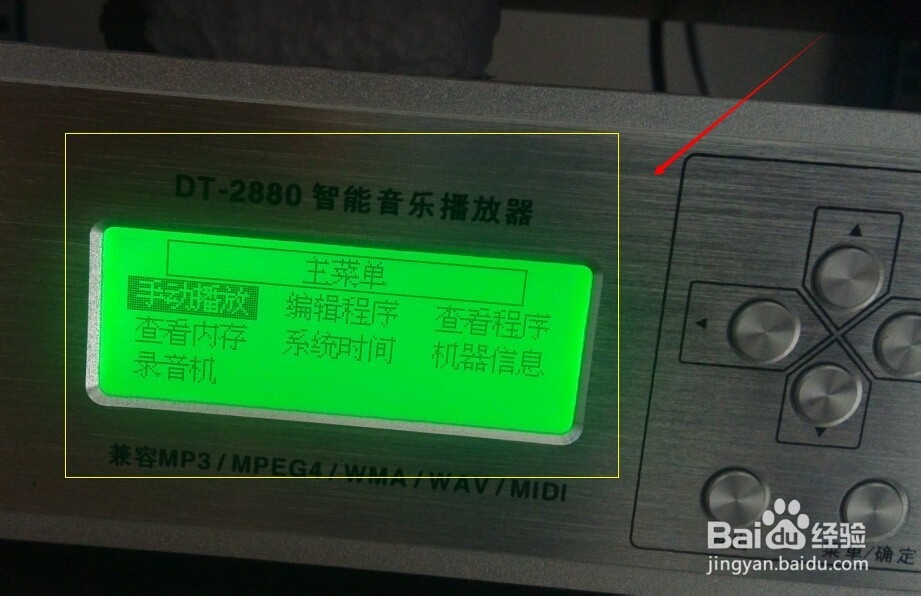 DT-2880 智能音乐播放器
主菜单
手动播放 编辑程序 查看程序
查看内存 系统时间 机器信息
录音机
兼容MP3/MPEG4/WMA/WAV/MIDI
菜单/确定
Bai du 经验
jingyan.baidu.com